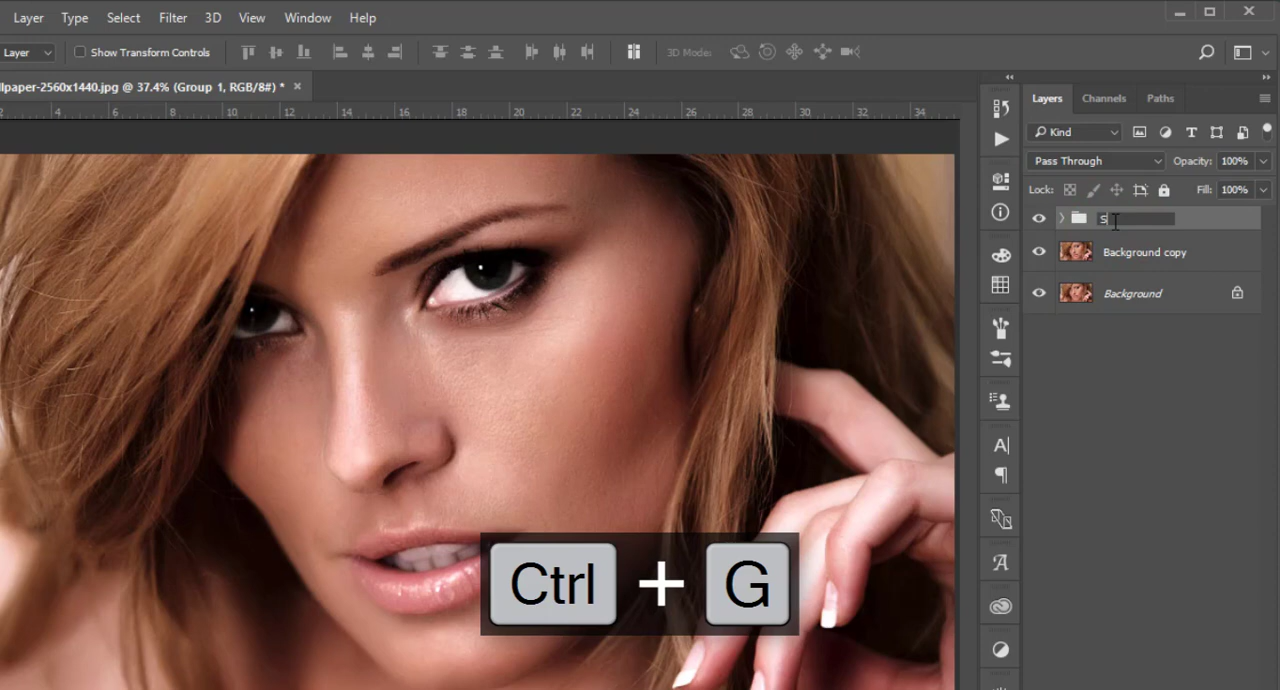 Layer Type Select Filter 3D View Window Help
Layer Show Transform Controls 3D Mode:
llpaper-2560x1440.jpg @ 37.4% (Group 1, RGB/8#) * ×
4 6 8 10 12 14 16 18 20 22 24 26 28 30 32 34
Layers Channels Paths
Kind
Pass Through Opacity: 100%
Lock: Fill: 100%
S
Background copy
Background
Ctrl + G